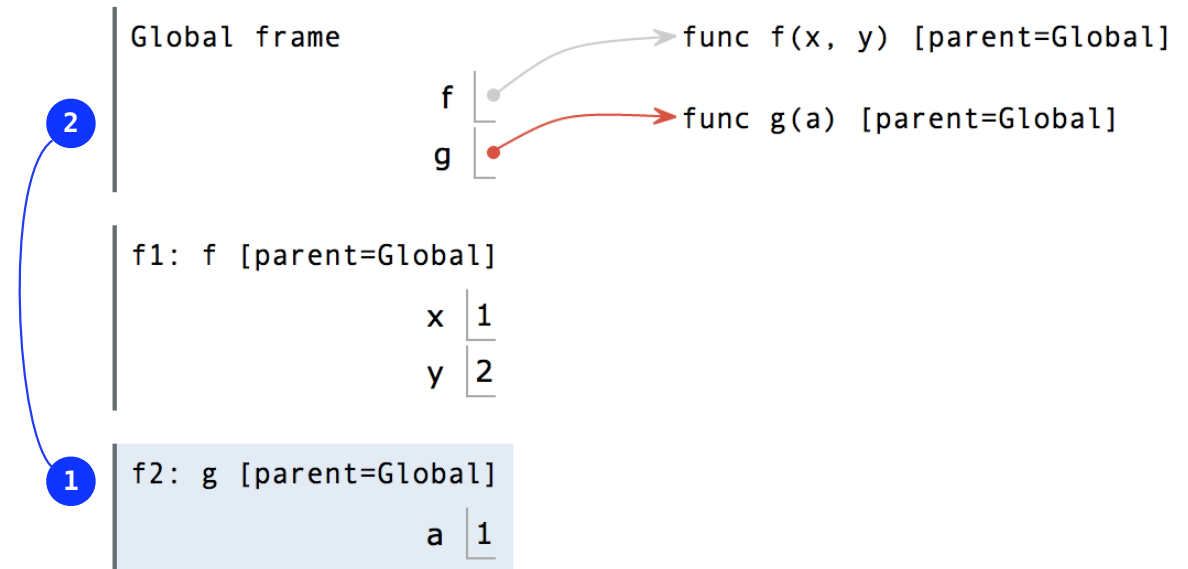 Global frame
func f(x, y) [parent=Global]
f
2
func g(a) [parent=Global]
g
f1: f [parent=Global]
x 1
y 2
f2: g [parent=Global]
1
a 1